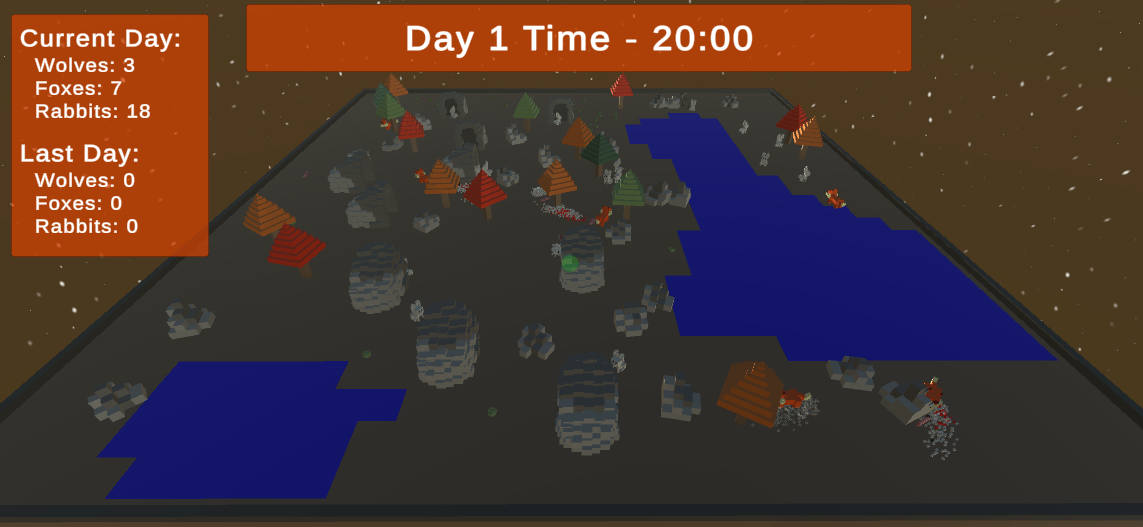 Day 1 Time - 20:00
Current Day:
Wolves: 3
Foxes: 7
Rabbits: 18
Last Day:
Wolves: 0
Foxes: 0
Rabbits: 0